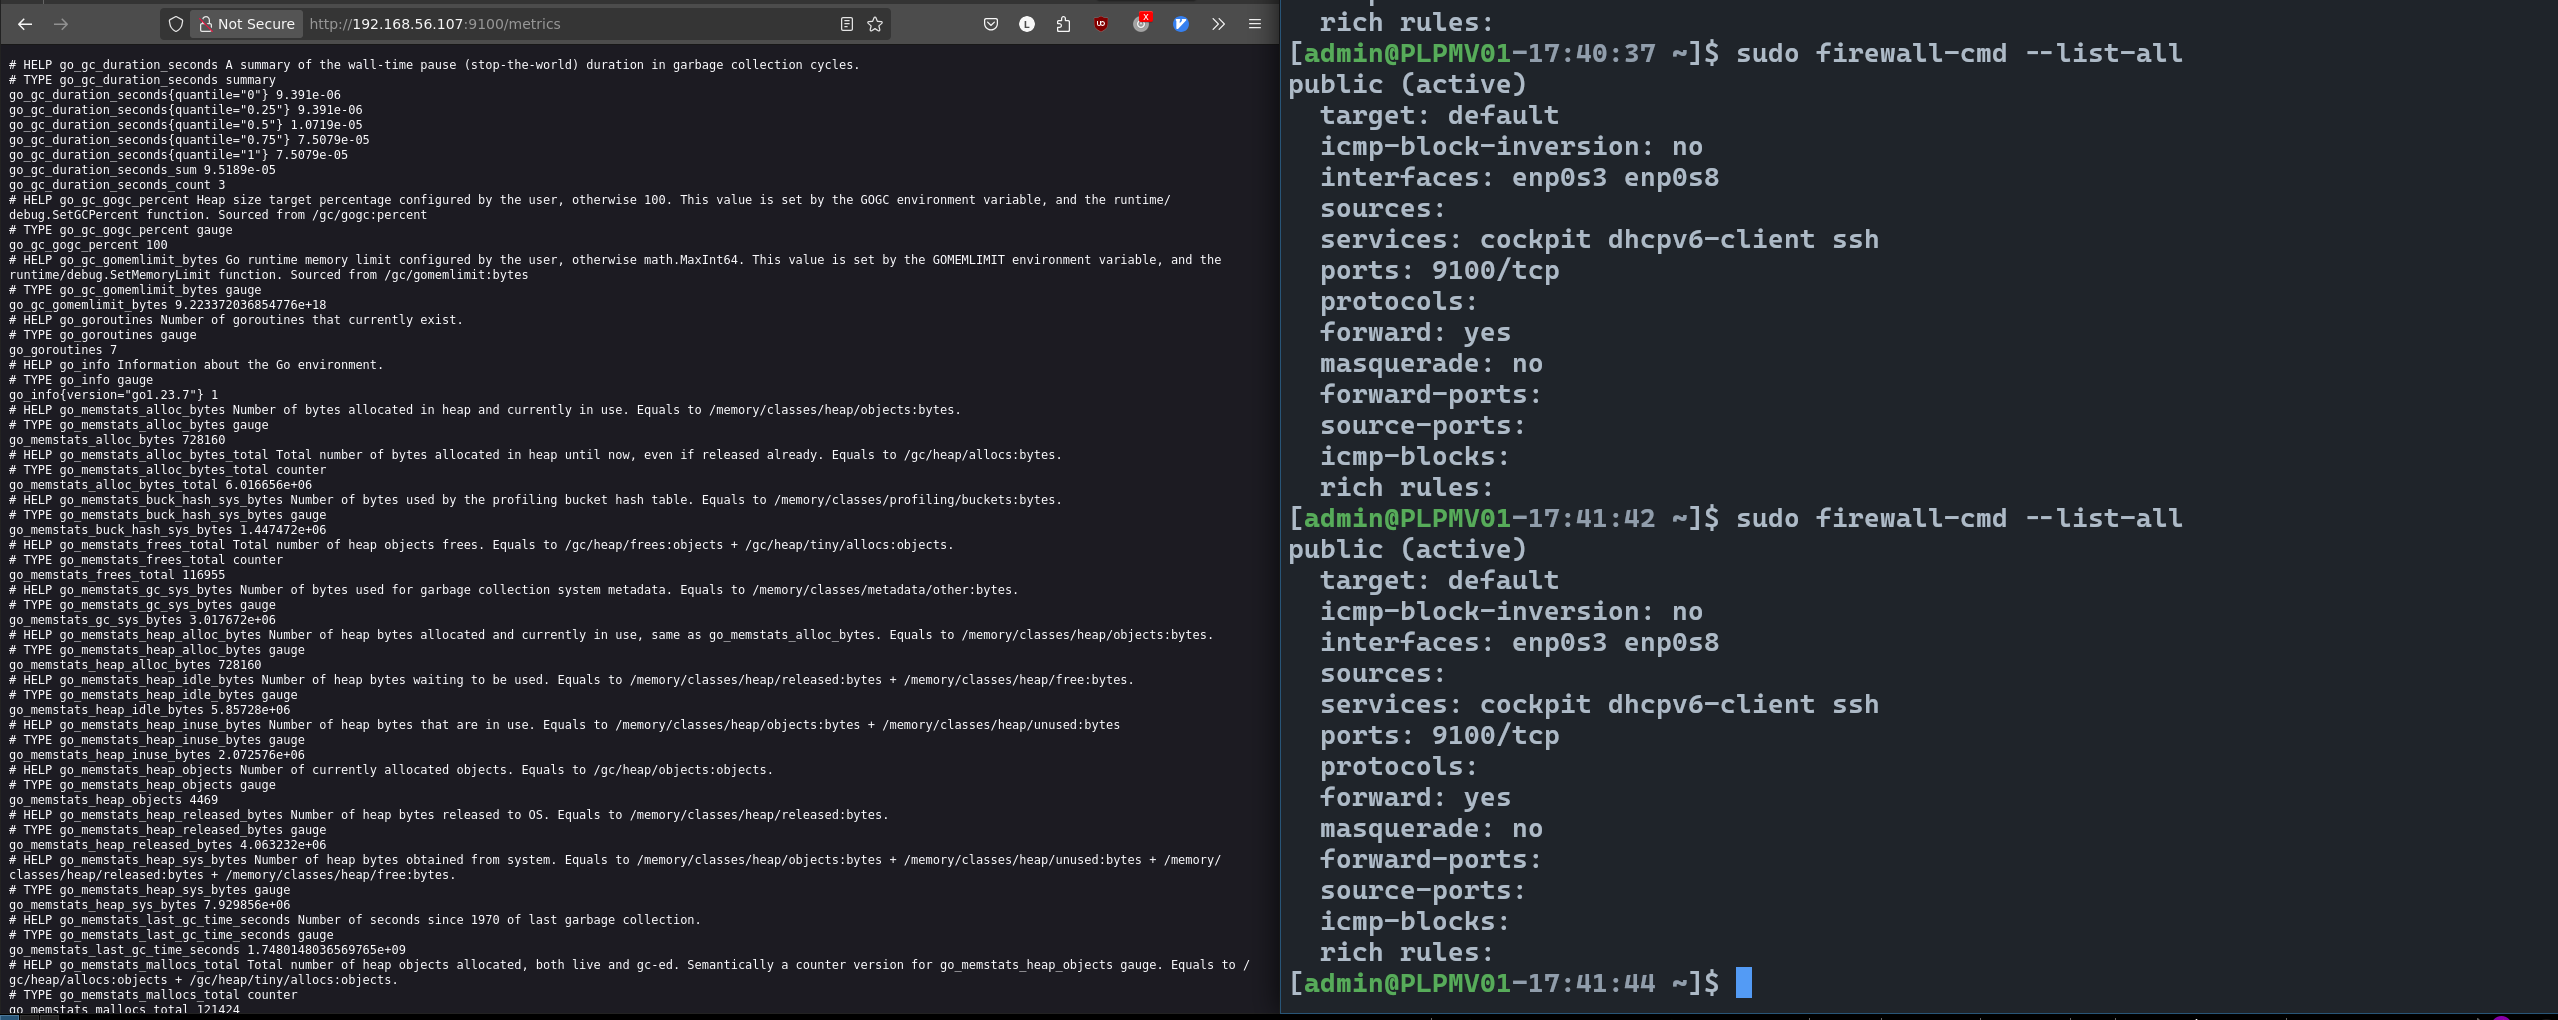 Not Secure http://192.168.56.107:9100/metrics
# HELP go_gc_duration_seconds A summary of the wall-time pause (stop-the-world) duration in garbage collection cycles.
# TYPE go_gc_duration_seconds summary
go_gc_duration_seconds{quantile="0"} 9.391e-06
go_gc_duration_seconds{quantile="0.25"} 9.391e-06
go_gc_duration_seconds{quantile="0.5"} 1.0719e-05
go_gc_duration_seconds{quantile="0.75"} 7.5079e-05
go_gc_duration_seconds{quantile="1"} 7.5079e-05
go_gc_duration_seconds_sum 9.5189e-05
go_gc_duration_seconds_count 3
# HELP go_gc_gogc_percent Heap size target percentage configured by the user, otherwise 100. This value is set by the GOGC environment variable, and the runtime/
debug.SetGCPercent function. Sourced from /gc/gogc:percent
# TYPE go_gc_gogc_percent gauge
go_gc_gogc_percent 100
# HELP go_gc_gomemlimit_bytes Go runtime memory limit configured by the user, otherwise math.MaxInt64. This value is set by the GOMEMLIMIT environment variable, and the
runtime/debug.SetMemoryLimit function. Sourced from /gc/gomemlimit:bytes
# TYPE go_gc_gomemlimit_bytes gauge
go_gc_gomemlimit_bytes 9.223372036854776e+18
# HELP go_goroutines Number of goroutines that currently exist.
# TYPE go_goroutines gauge
go_goroutines 7
# HELP go_info Information about the Go environment.
# TYPE go_info gauge
go_info{version="go1.23.7"} 1
# HELP go_memstats_alloc_bytes Number of bytes allocated in heap and currently in use. Equals to /memory/classes/heap/objects:bytes.
# TYPE go_memstats_alloc_bytes gauge
go_memstats_alloc_bytes 728160
# HELP go_memstats_alloc_bytes_total Total number of bytes allocated in heap until now, even if released already. Equals to /gc/heap/allocs:bytes.
# TYPE go_memstats_alloc_bytes_total counter
go_memstats_alloc_bytes_total 6.016656e+06
# HELP go_memstats_buck_hash_sys_bytes Number of bytes used by the profiling bucket hash table. Equals to /memory/classes/profiling/buckets:bytes.
# TYPE go_memstats_buck_hash_sys_bytes gauge
go_memstats_buck_hash_sys_bytes 1.447472e+06
# HELP go_memstats_frees_total Total number of heap objects frees. Equals to /gc/heap/frees:objects + /gc/heap/tiny/allocs:objects.
# TYPE go_memstats_frees_total counter
go_memstats_frees_total 116955
# HELP go_memstats_gc_sys_bytes Number of bytes used for garbage collection system metadata. Equals to /memory/classes/metadata/other:bytes.
# TYPE go_memstats_gc_sys_bytes gauge
go_memstats_gc_sys_bytes 3.017672e+06
# HELP go_memstats_heap_alloc_bytes Number of heap bytes allocated and currently in use, same as go_memstats_alloc_bytes. Equals to /memory/classes/heap/objects:bytes.
# TYPE go_memstats_heap_alloc_bytes gauge
go_memstats_heap_alloc_bytes 728160
# HELP go_memstats_heap_idle_bytes Number of heap bytes waiting to be used. Equals to /memory/classes/heap/released:bytes + /memory/classes/heap/free:bytes.
# TYPE go_memstats_heap_idle_bytes gauge
go_memstats_heap_idle_bytes 5.85728e+06
# HELP go_memstats_heap_inuse_bytes Number of heap bytes that are in use. Equals to /memory/classes/heap/objects:bytes + /memory/classes/heap/unused:bytes
# TYPE go_memstats_heap_inuse_bytes gauge
go_memstats_heap_inuse_bytes 2.072576e+06
# HELP go_memstats_heap_objects Number of currently allocated objects. Equals to /gc/heap/objects:objects.
# TYPE go_memstats_heap_objects gauge
go_memstats_heap_objects 4469
# HELP go_memstats_heap_released_bytes Number of heap bytes released to OS. Equals to /memory/classes/heap/released:bytes.
# TYPE go_memstats_heap_released_bytes gauge
go_memstats_heap_released_bytes 4.063232e+06
# HELP go_memstats_heap_sys_bytes Number of heap bytes obtained from system. Equals to /memory/classes/heap/objects:bytes + /memory/classes/heap/unused:bytes + /memory/
classes/heap/released:bytes + /memory/classes/heap/free:bytes.
# TYPE go_memstats_heap_sys_bytes gauge
go_memstats_heap_sys_bytes 7.929856e+06
# HELP go_memstats_last_gc_time_seconds Number of seconds since 1970 of last garbage collection.
# TYPE go_memstats_last_gc_time_seconds gauge
go_memstats_last_gc_time_seconds 1.7480148036569765e+09
# HELP go_memstats_mallocs_total Total number of heap objects allocated, both live and gc-ed. Semantically a counter version for go_memstats_heap_objects gauge. Equals to /
gc/heap/allocs:objects + /gc/heap/tiny/allocs:objects.
# TYPE go_memstats_mallocs_total counter
go_memstats_mallocs_total 121424
rich rules:
[admin@PLPMV01-17:40:37 ~]$ sudo firewall-cmd --list-all
public (active)
target: default
icmp-block-inversion: no
interfaces: enp0s3 enp0s8
sources:
services: cockpit dhcpv6-client ssh
ports: 9100/tcp
protocols:
forward: yes
masquerade: no
forward-ports:
source-ports:
icmp-blocks:
rich rules:
[admin@PLPMV01-17:41:42 ~]$ sudo firewall-cmd --list-all
public (active)
target: default
icmp-block-inversion: no
interfaces: enp0s3 enp0s8
sources:
services: cockpit dhcpv6-client ssh
ports: 9100/tcp
protocols:
forward: yes
masquerade: no
forward-ports:
source-ports:
icmp-blocks:
rich rules:
[admin@PLPMV01-17:41:44 ~]$